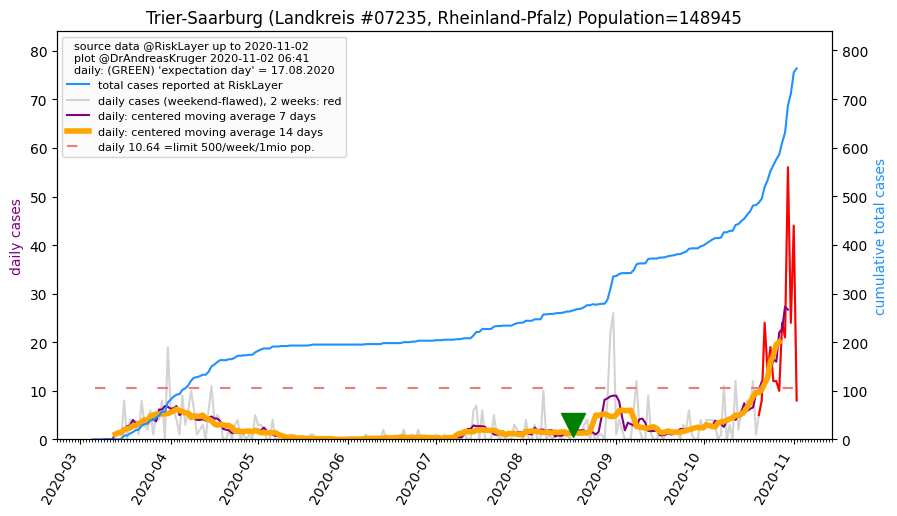 Trier-Saarburg (Landkreis #07235, Rheinland-Pfalz) Population=148945
source data @RiskLayer up to 2020-11-02
plot @DrAndreasKruger 2020-11-02 06:41
daily: (GREEN) 'expectation day' = 17.08.2020
total cases reported at RiskLayer
daily cases (weekend-flawed), 2 weeks: red
daily: centered moving average 7 days
daily: centered moving average 14 days
daily 10.64 =limit 500/week/1mio pop.
daily cases
80
70
60
50
40
30
20
10
0
800
700
600
500
400
300
200
100
0
cumulative total cases
2020-03
2020-04
2020-05
2020-06
2020-07
2020-08
2020-09
2020-10
2020-11